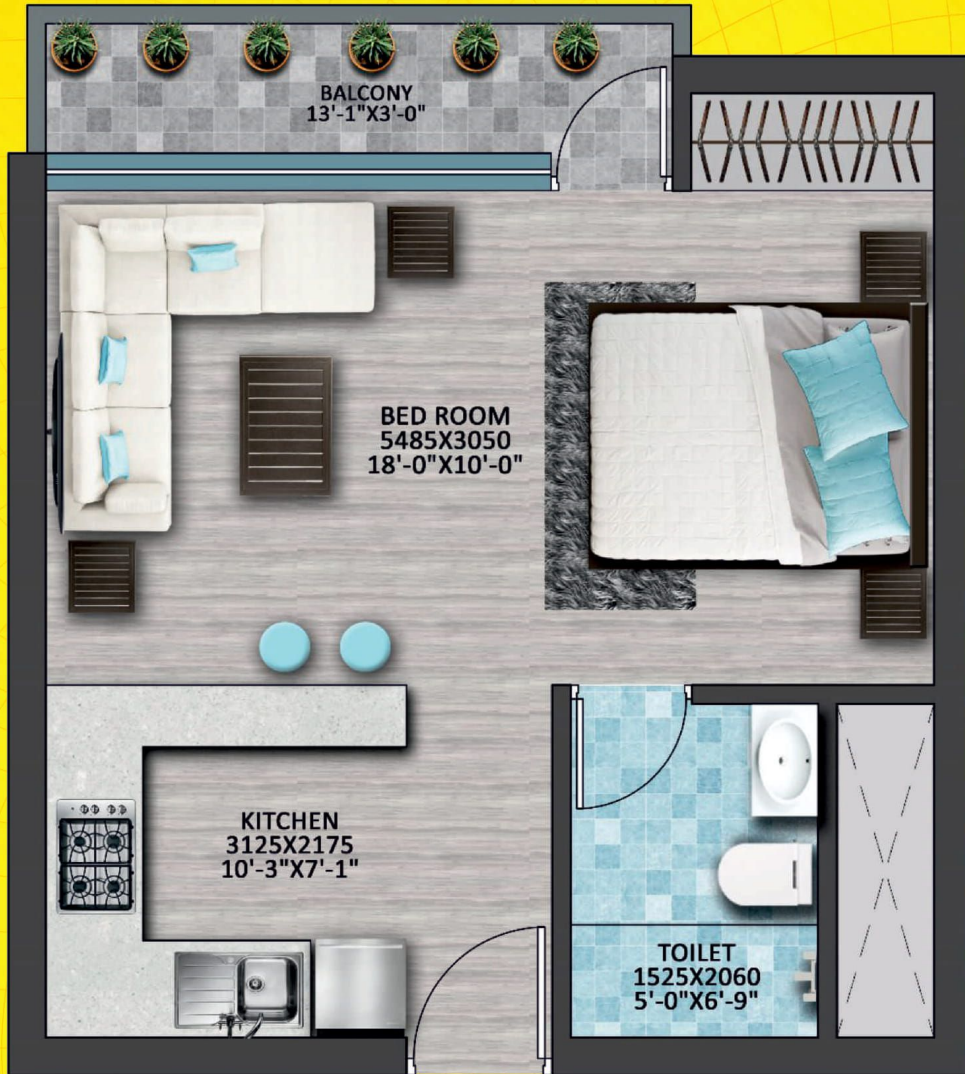 BALCONY
13'-1"X3'-0"
BED ROOM
5485X3050
18'-0"X10'-0"
KITCHEN
3125X2175
10'-3"X7'-1"
TOILET
1525X2060
5'-0"X6'-9"